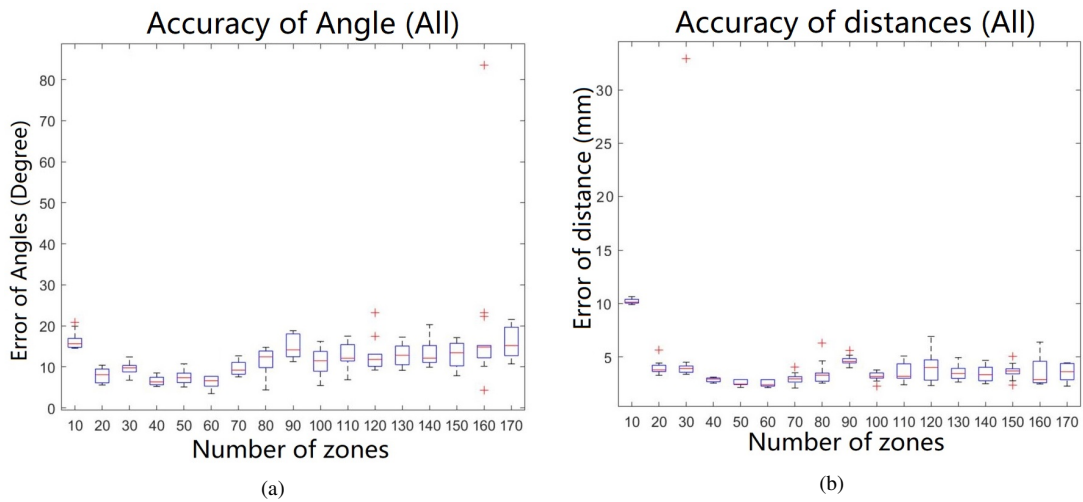 Accuracy of Angle (All)
Error of Angles (Degree)
80
70
60
50
40
30
20
10
0
10 20 30 40 50 60 70 80 90 100 110 120 130 140 150 160 170
Number of zones
(a)
Accuracy of distances (All)
Error of distance (mm)
30
25
20
15
10
5
10 20 30 40 50 60 70 80 90 100 110 120 130 140 150 160 170
Number of zones
(b)